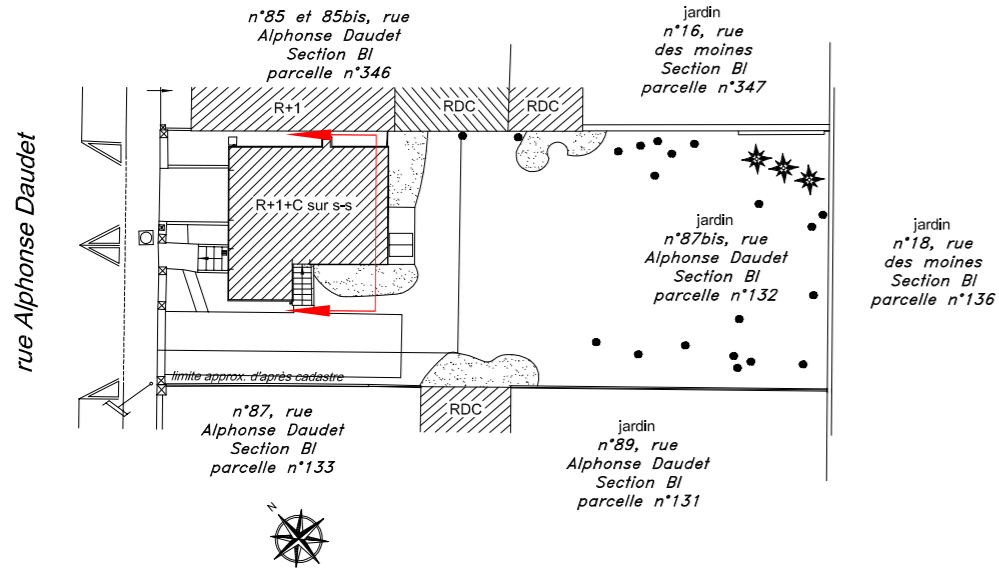 n°85 et 85bis, rue
Alphonse Daudet
Section BI
parcelle n°346
jardin
n°16, rue
des moines
Section BI
parcelle n°347
R+1
RDC
RDC
rue Alphonse Daudet
R+1+C sur s-s
jardin
n°87bis, rue
Alphonse Daudet
Section BI
parcelle n°132
jardin
n°18, rue
des moines
Section BI
parcelle n°136
limite approx. d'après cadastre
n°87, rue
Alphonse Daudet
Section BI
parcelle n°133
RDC
jardin
n°89, rue
Alphonse Daudet
Section BI
parcelle n°131
N